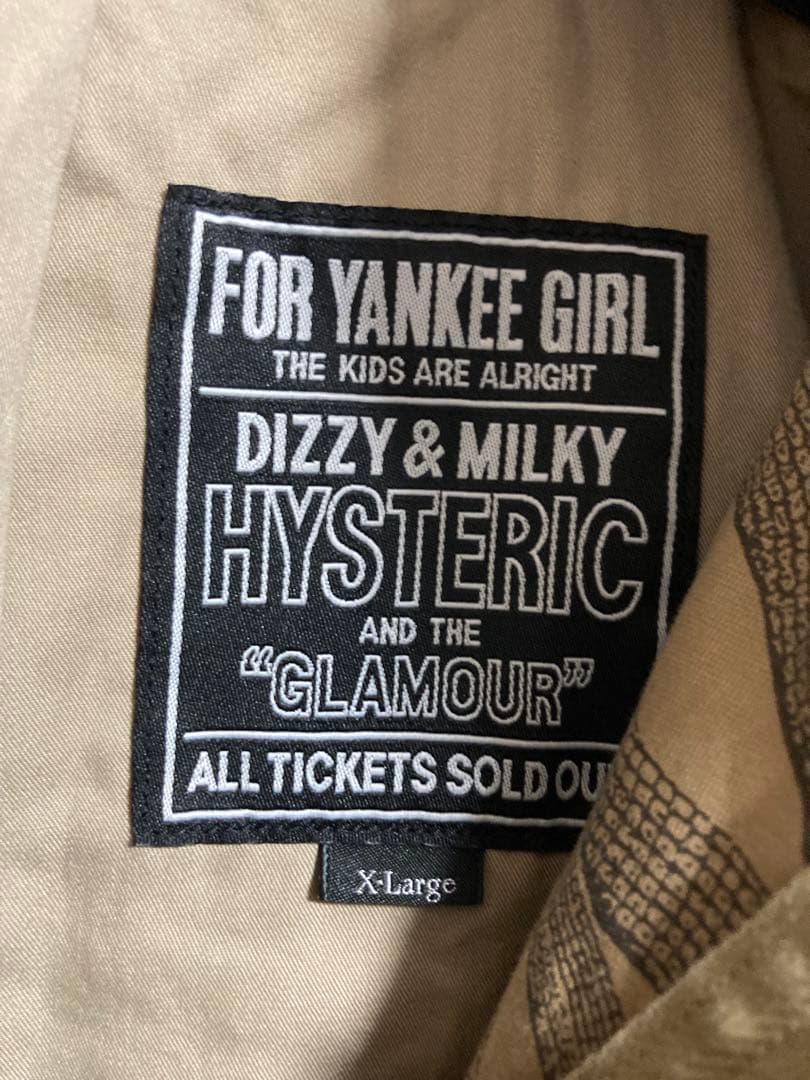 FOR YANKEE GIRL
THE KIDS ARE ALRIGHT
DIZZY & MILKY
HYSTERIC
AND THE
"GLAMOUR"
ALL TICKETS SOLD OU
X-Large